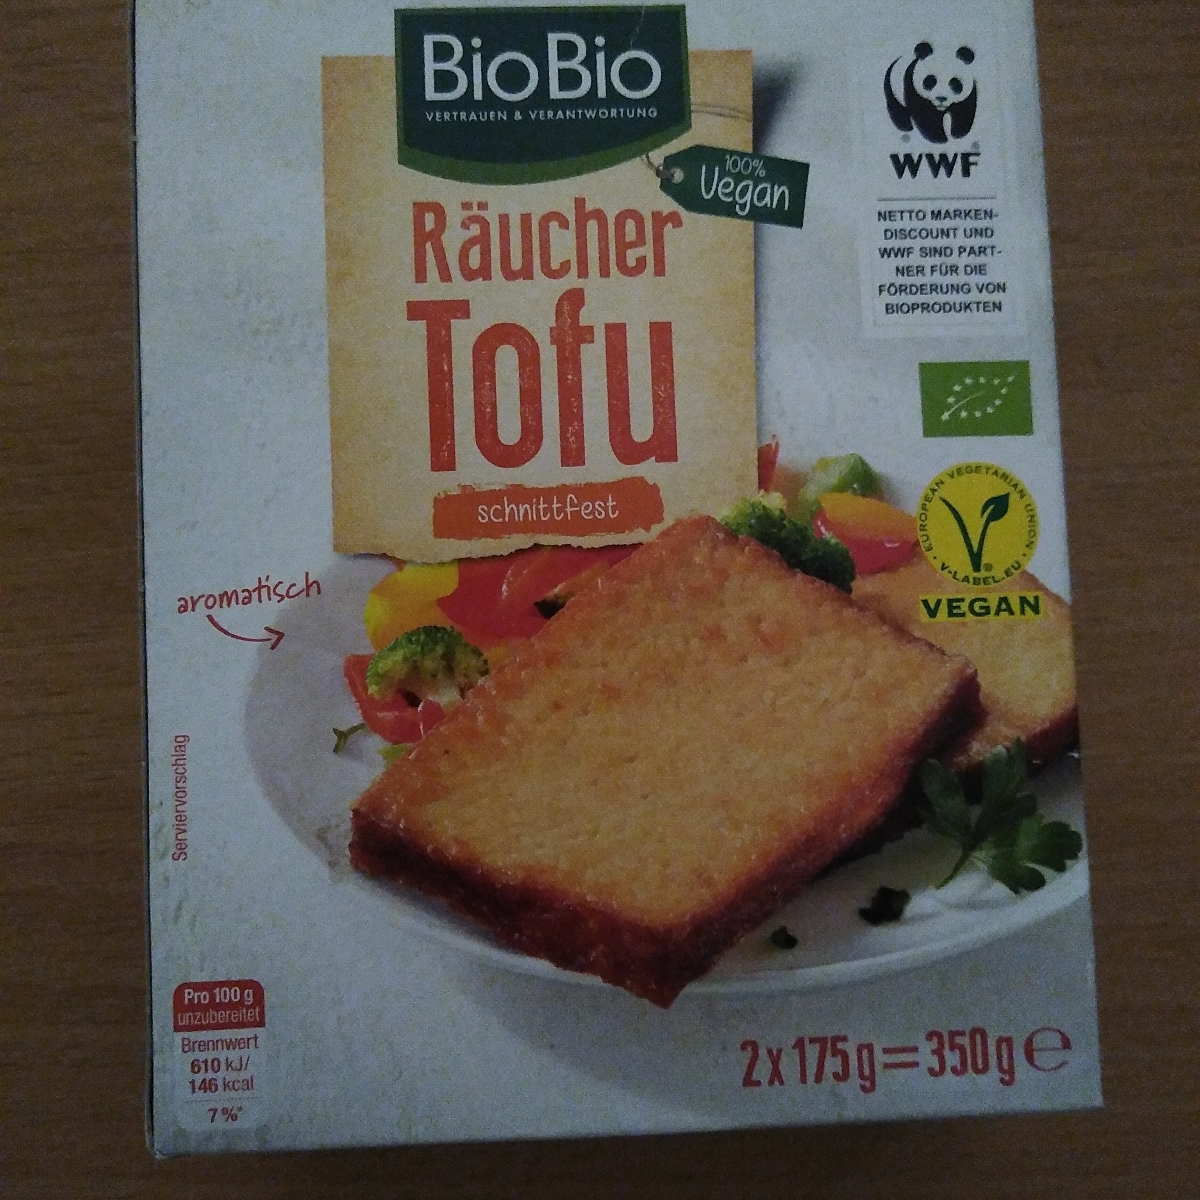 BioBio
VERTRAUEN & VERANTWORTUNG
100%
Vegan
Räucher
Tofu
schnittfest
WWF
NETTO MARKEN-
DISCOUNT UND
WWF SIND PART-
NER FÜR DIE
FÖRDERUNG VON
BIOPRODUKTEN
EUROPEAN VEGETARIAN UNION
V-LABEL.EU
VEGAN
aromatisch
Serviervorschlag
Pro 100 g
unzubereitet
Brennwert
610 kJ/
146 kcal
7 %*
2 x 175 g = 350 g ℮